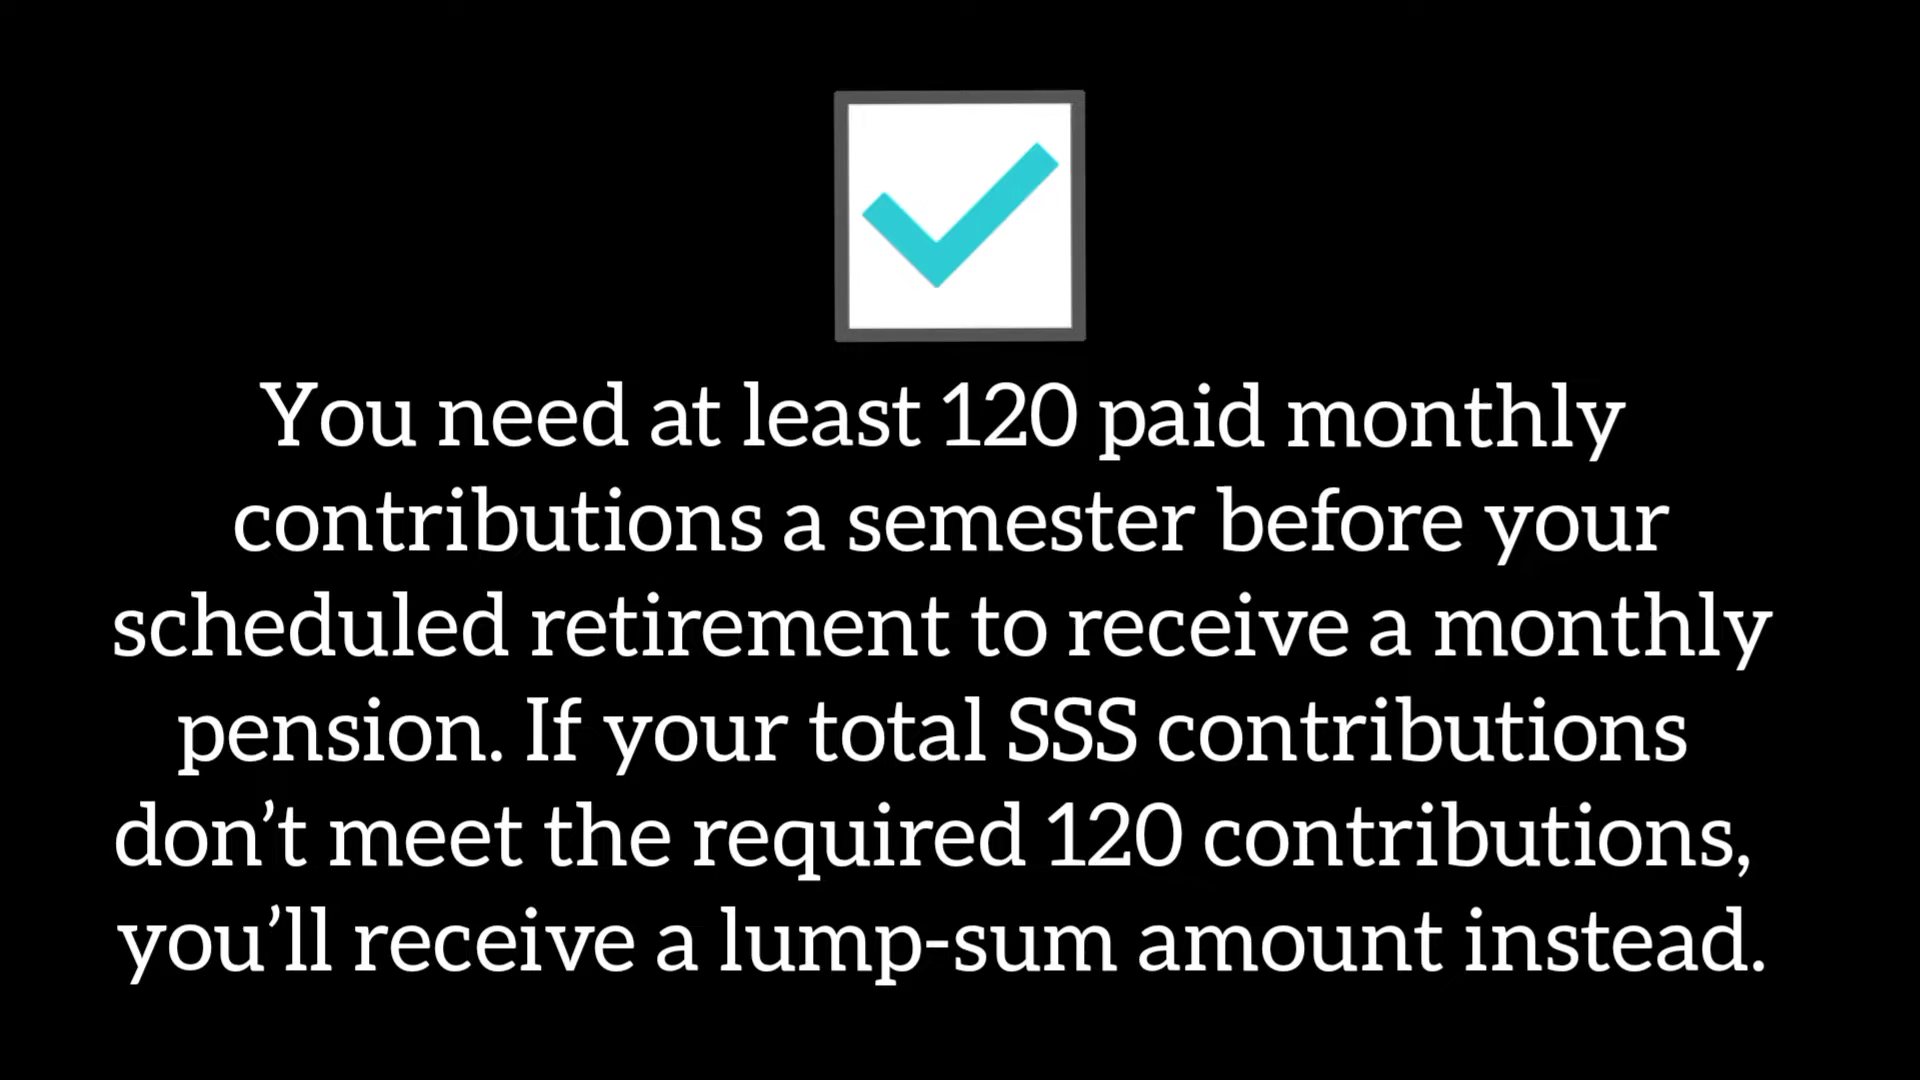 You need at least 120 paid monthly
contributions a semester before your
scheduled retirement to receive a monthly
pension. If your total SSS contributions
don’t meet the required 120 contributions,
you’ll receive a lump-sum amount instead.